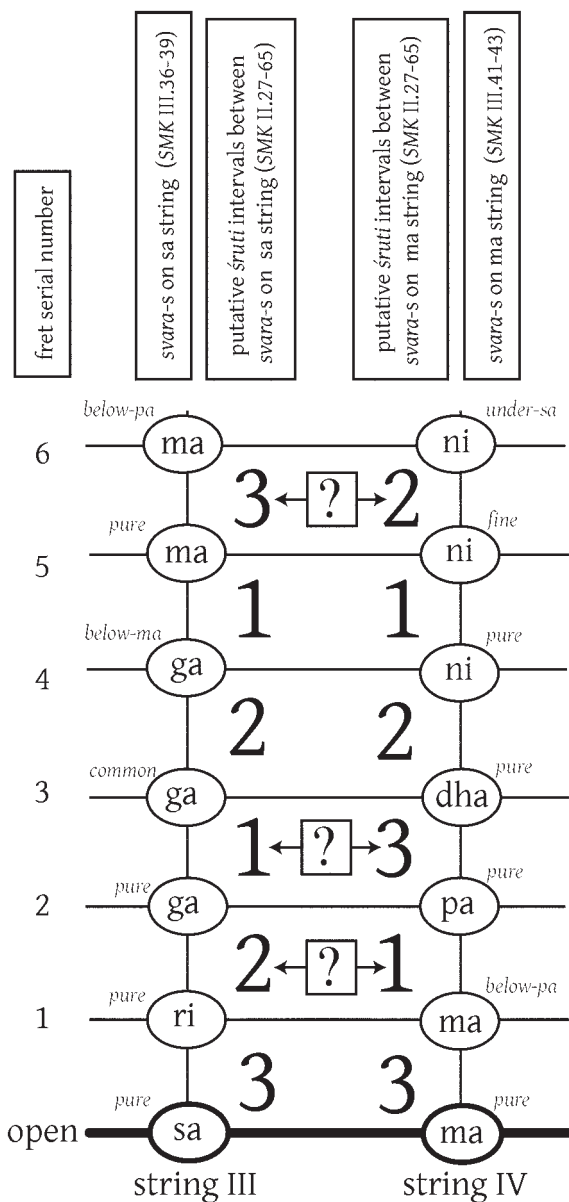 fret serial number
svara-s on sa string (SMK III.36-39)
putative śruti intervals between
svara-s on sa string (SMK II.27-65)
putative śruti intervals between
svara-s on ma string (SMK II.27-65)
svara-s on ma string (SMK III.41-43)
below-pa under-sa
6 ma ni
3 ? 2
pure fine
5 ma ni
1 1
below-ma pure
4 ga ni
2 2
common pure
3 ga dha
1 ? 3
pure pure
2 ga pa
2 ? 1
pure below-pa
1 ri ma
3 3
pure pure
open sa ma
string III string IV